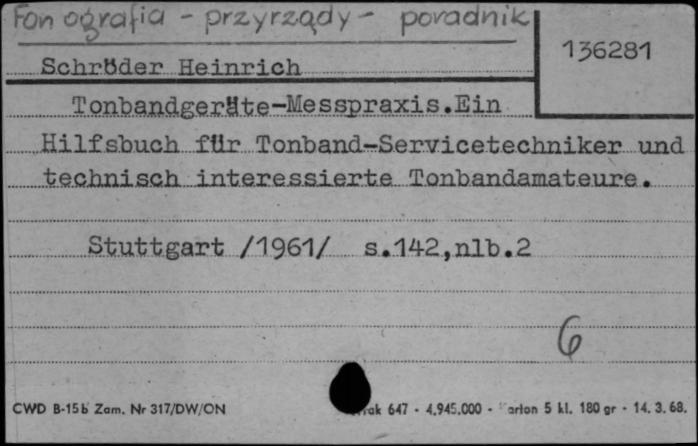 Fonografia - przyrządy - poradnik
136281
Schröder Heinrich
Tonbandgeräte-Messpraxis.Ein
Hilfsbuch für Tonband-Servicetechniker und
technisch interessierte Tonbandamateure.
Stuttgart /1961/ s.142,nlb.2
6
CWD B-15b Zam. Nr 317/DW/ON
647 - 4.945.000 - 5 kl. 180 gr - 14. 3. 68.